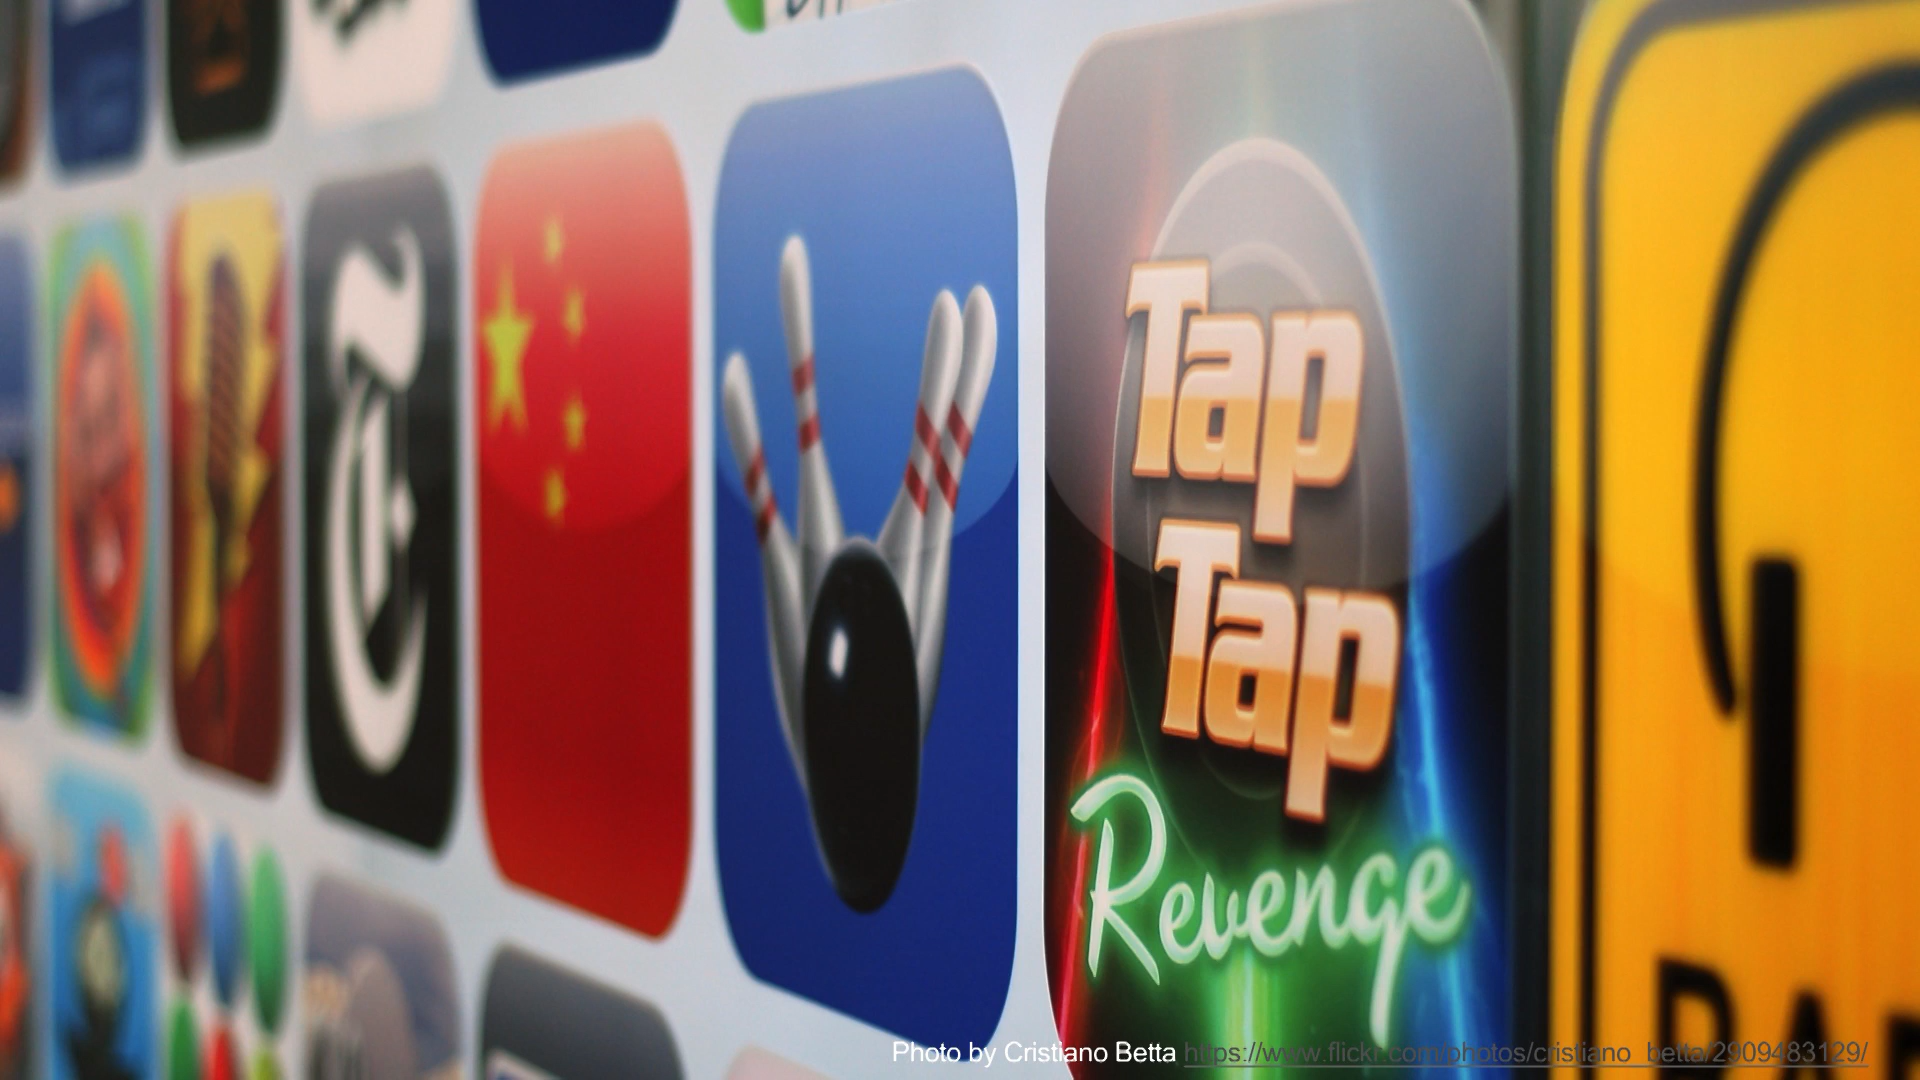 Tap
Tap
Revenge
T
Photo by Cristiano Betta https://www.flickr.com/photos/cristiano_betta/2909483129/